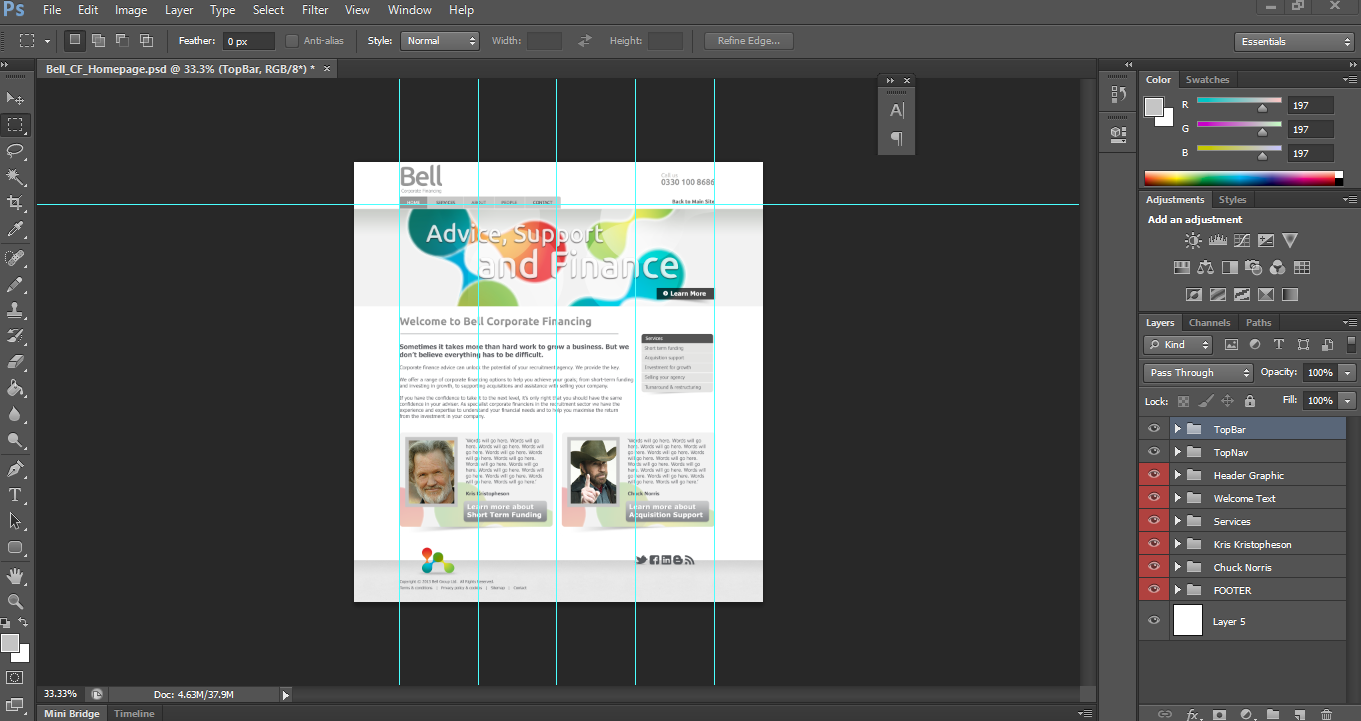 Ps File Edit Image Layer Type Select Filter View Window Help
Feather: 0 px Anti-alias Style: Normal Width: Height: Refine Edge... Essentials
Bell_CF_Homepage.psd @ 33.3% (TopBar, RGB/8*) * ×
Bell
Corporate Financing
Call us
0330 100 8686
HOME SERVICES ABOUT PEOPLE CONTACT
Back to Main Site
Advice, Support
and Finance
Learn More
Welcome to Bell Corporate Financing
Sometimes it takes more than hard work to grow a business. But we
don't believe everything has to be difficult.
Corporate finance advice can unlock the potential of your recruitment agency. We provide the key.
We offer a range of corporate financing options to help you achieve your goals, from short-term funding
and investing in growth, to supporting acquisitions and assistance with selling your company.
If you have the confidence to take it to the next level, it's only right that you should have the same
confidence in your adviser. As specialist corporate financiers in the recruitment sector we have the
experience and expertise to understand your financial needs and to help you maximise the return
from the investment in your company.
Services
Short term funding
Acquisition support
Investment for growth
Selling your agency
Turnaround & restructuring
'Words will go here. Words will go
here. Words will go here. Words will
go here. Words will go here. Words
will go here. Words will go here.
Words will go here. Words will go
here. Words will go here. Words will
go here. Words will go here.'
Kris Kristopheson
Learn more about
Short Term Funding
'Words will go here. Words will go
here. Words will go here. Words will
go here. Words will go here. Words
will go here. Words will go here.
Words will go here. Words will go
here. Words will go here. Words will
go here. Words will go here.'
Chuck Norris
Learn more about
Acquisition Support
Copyright © 2013 Bell Group Ltd. All Rights Reserved
Terms & conditions | Privacy policy & cookies | Sitemap | Contact
33.33% Doc: 4.63M/37.9M
Mini Bridge Timeline
Color Swatches
R 197
G 197
B 197
Adjustments Styles
Add an adjustment
Layers Channels Paths
Kind
Pass Through Opacity: 100%
Lock: Fill: 100%
TopBar
TopNav
Header Graphic
Welcome Text
Services
Kris Kristopheson
Chuck Norris
FOOTER
Layer 5
fx